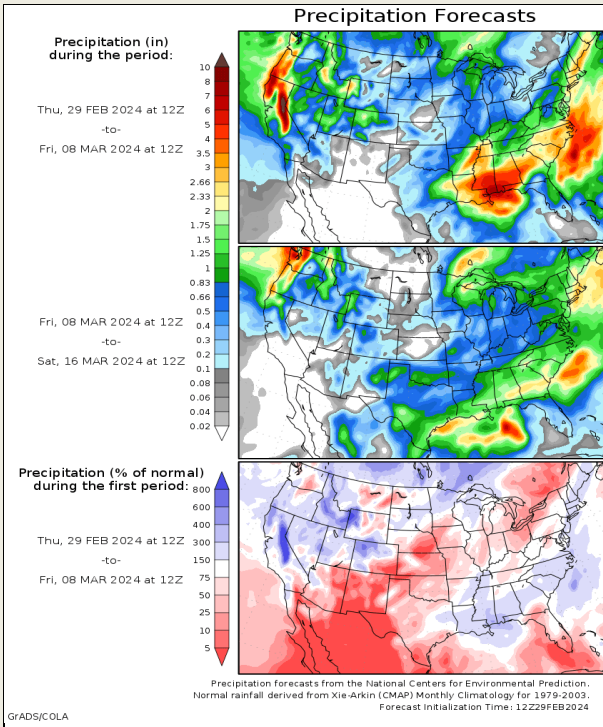 Precipitation Forecasts
Precipitation (in)
during the period:
Thu, 29 FEB 2024 at 12Z
-to-
Fri, 08 MAR 2024 at 12Z
10
8
7
6
5
4
3.5
3
2.66
2.33
2
1.75
1.5
1.25
1
0.83
0.66
0.5
0.4
0.3
0.2
0.1
0.08
0.06
0.04
0.02
Fri, 08 MAR 2024 at 12Z
-to-
Sat, 16 MAR 2024 at 12Z
Precipitation (% of normal)
during the first period:
Thu, 29 FEB 2024 at 12Z
-to-
Fri, 08 MAR 2024 at 12Z
800
600
400
300
150
75
50
25
10
5
Precipitation forecasts from the National Centers for Environmental Prediction.
Normal rainfall derived from Xie-Arkin (CMAP) Monthly Climatology for 1979-2003.
Forecast Initialization Time: 12Z29FEB2024
GrADS/COLA